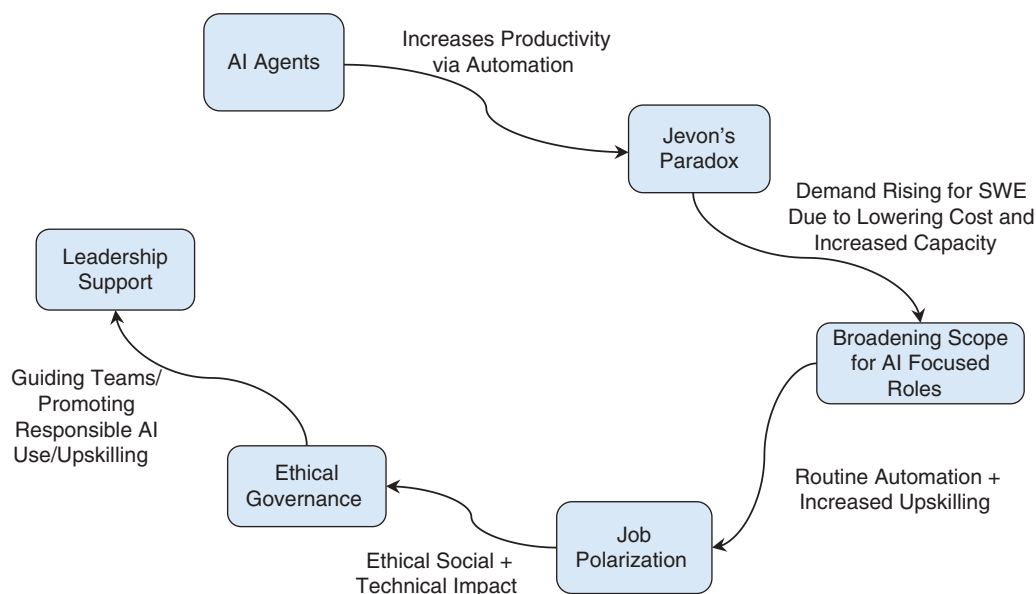 AI Agents
Increases Productivity
via Automation
Jevon's
Paradox
Demand Rising for SWE
Due to Lowering Cost and
Increased Capacity
Broadening Scope
for AI Focused
Roles
Routine Automation +
Increased Upskilling
Job
Polarization
Ethical Social +
Technical Impact
Ethical
Governance
Guiding Teams/
Promoting
Responsible AI
Use/Upskilling
Leadership
Support